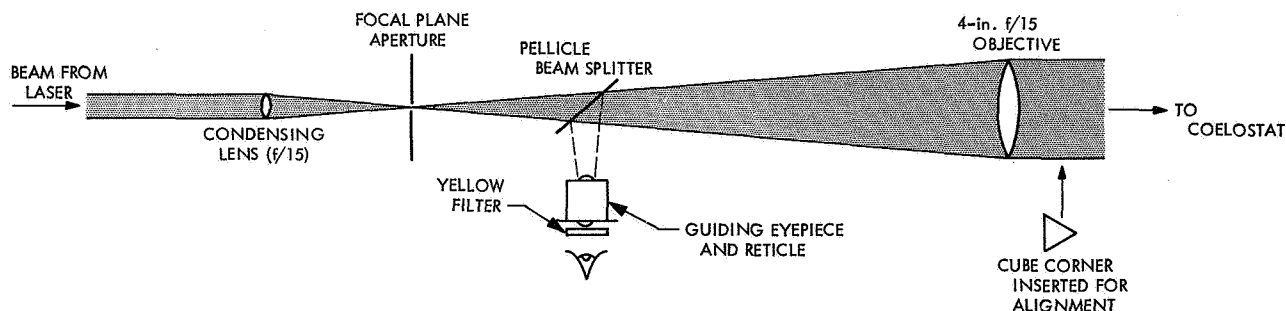 FOCAL PLANE
APERTURE
4-in. f/15
OBJECTIVE
PELLICLE
BEAM SPLITTER
BEAM FROM
LASER
TO
COELOSTAT
CONDENSING
LENS (f/15)
YELLOW
FILTER
GUIDING EYEPIECE
AND RETICLE
CUBE CORNER
INSERTED FOR
ALIGNMENT